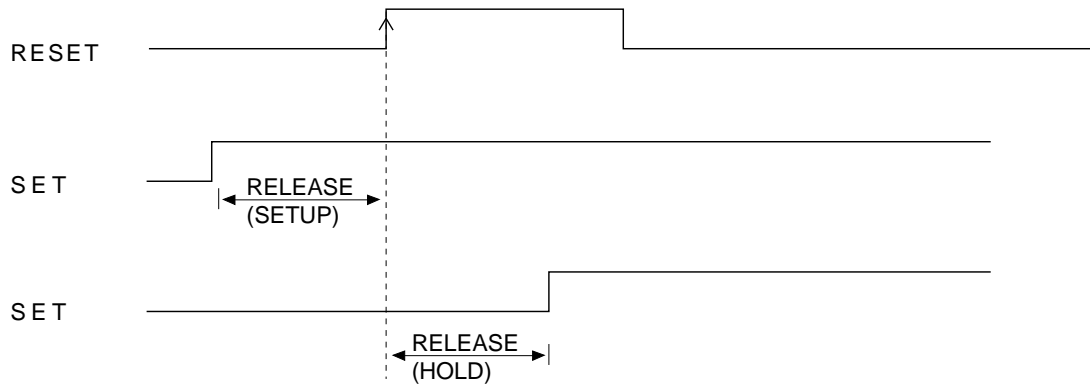 RESET
SET
RELEASE
(SETUP)
SET
RELEASE
(HOLD)